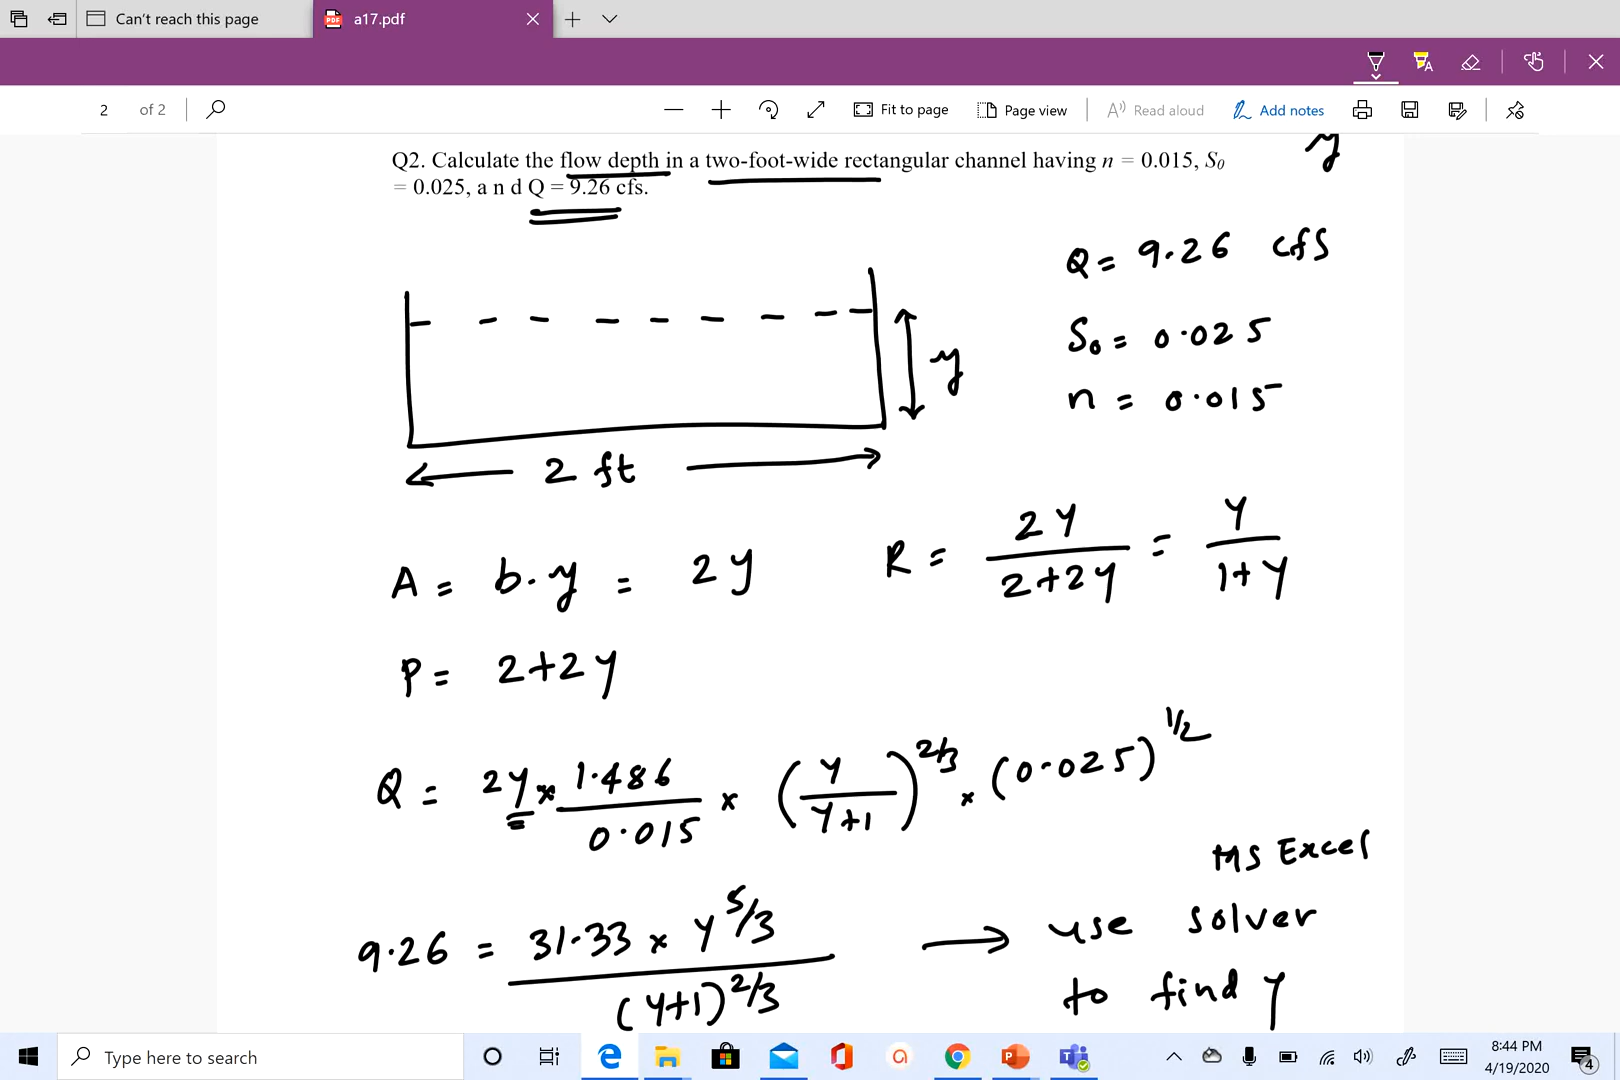 Can't reach this page
a17.pdf
2 of 2
Fit to page
Page view
Read aloud
Add notes
y
Q2. Calculate the flow depth in a two-foot-wide rectangular channel having n = 0.015, S0
= 0.025, a n d Q = 9.26 cfs.
Q = 9.26 cfs
S0 = 0.025
n = 0.015
y
2 ft
A = b.y = 2y
R = 2y / 2+2y = y / 1+y
P = 2+2y
Q = 2y × 1.486 / 0.015 × (y / y+1)^2/3 × (0.025)^1/2
MS Excel
9.26 = 31.33 × y^5/3 / (y+1)^2/3 → use solver
to find y
Type here to search
8:44 PM
4/19/2020
4